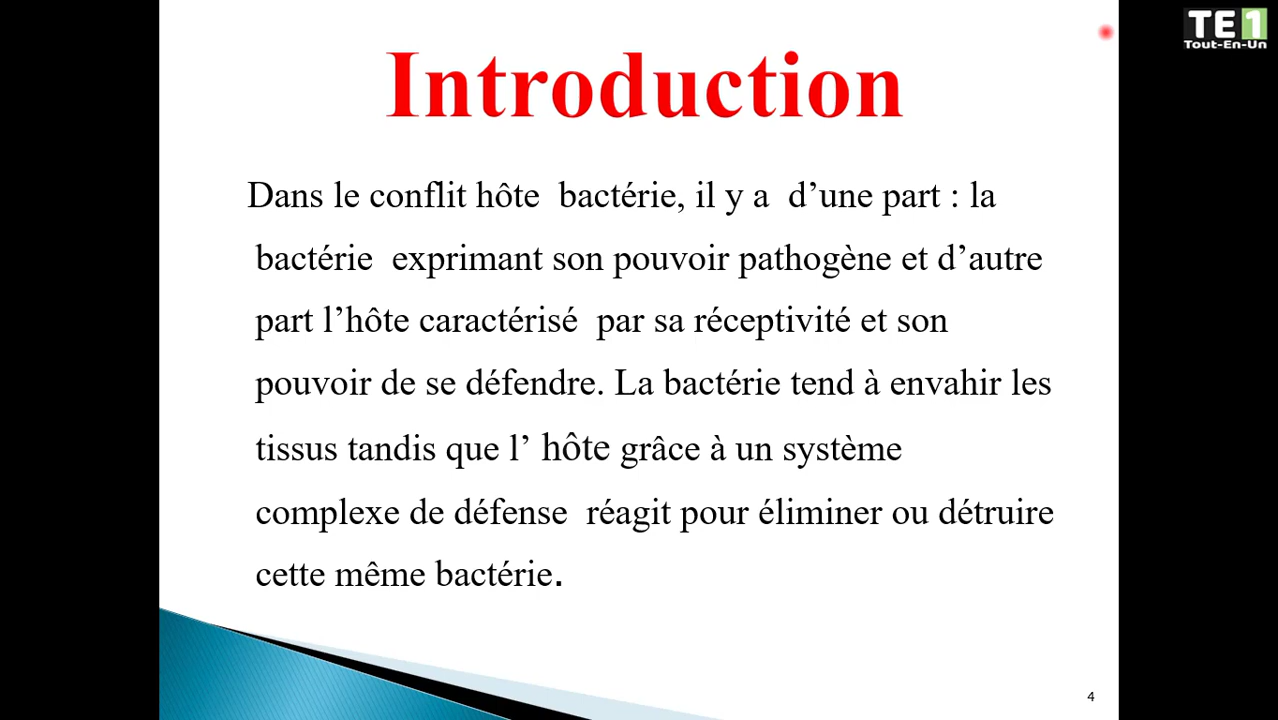 TE1
Tout-En-Un
Introduction
Dans le conflit hôte bactérie, il y a d’une part : la
bactérie exprimant son pouvoir pathogène et d’autre
part l’hôte caractérisé par sa réceptivité et son
pouvoir de se défendre. La bactérie tend à envahir les
tissus tandis que l’ hôte grâce à un système
complexe de défense réagit pour éliminer ou détruire
cette même bactérie.
4